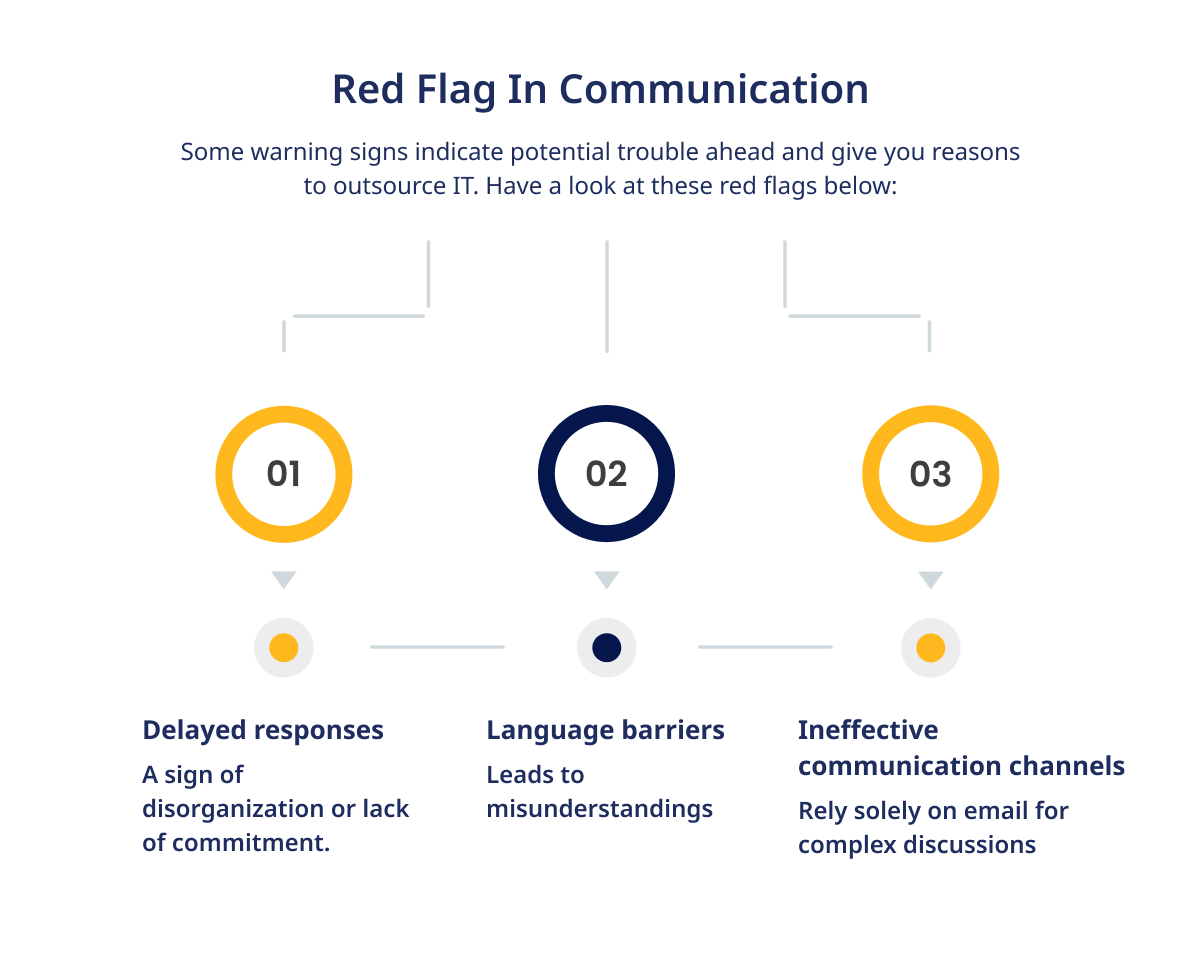 Red Flag In Communication
Some warning signs indicate potential trouble ahead and give you reasons
to outsource IT. Have a look at these red flags below:
01
02
03
Delayed responses
A sign of
disorganization or lack
of commitment.
Language barriers
Leads to
misunderstandings
Ineffective
communication channels
Rely solely on email for
complex discussions